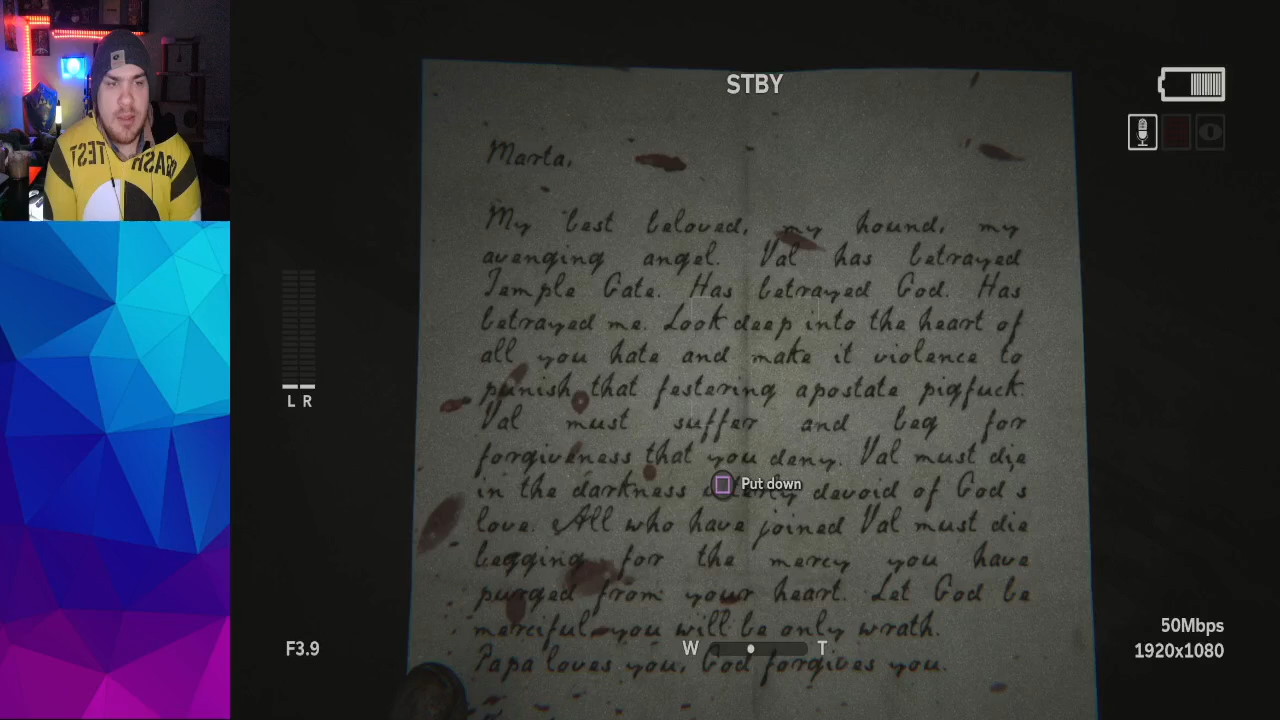 TEST
BASH
STBY
Marta,
My best beloved, my hound, my
avenging angel. Val has betrayed
Temple Gate. Has betrayed God. Has
betrayed me. Look deep into the heart of
all you hate and make it violence to
punish that festering apostate pigfuck.
Val must suffer and beg for
forgiveness that you deny. Val must die
in the darkness utterly devoid of God s
Put down
love. All who have joined Val must die
begging for the mercy you have
purged from your heart. Let God be
merciful, you will be only wrath.
Papa loves you, God forgives you.
L R
F3.9
W T
50Mbps
1920x1080